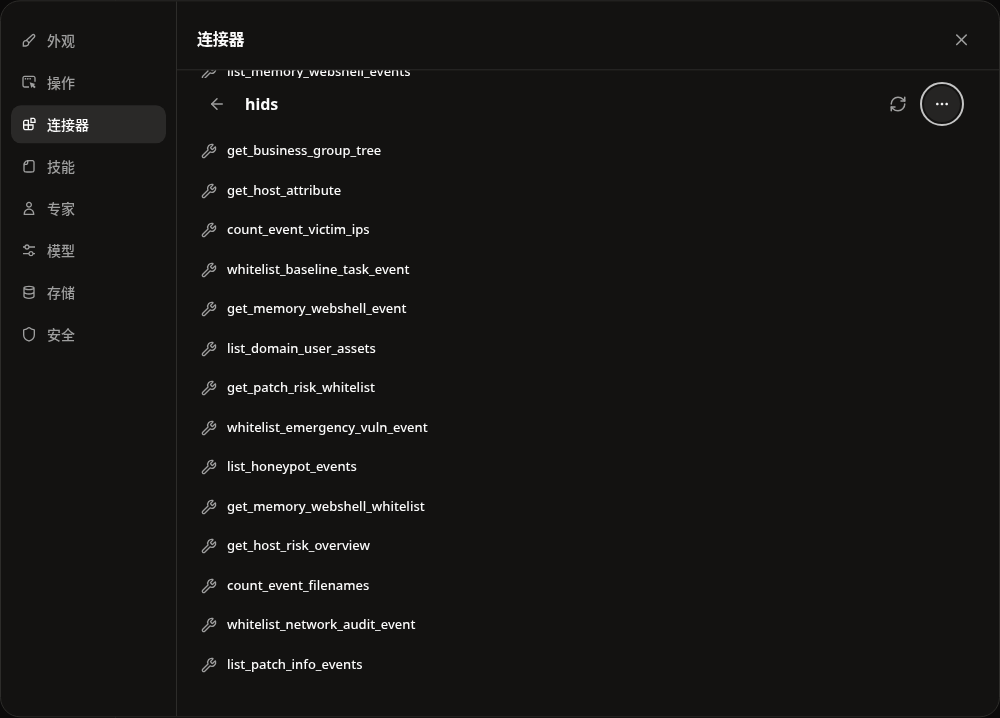 外观
操作
连接器
技能
专家
模型
存储
安全
连接器
list_memory_webshell_events
hids
get_business_group_tree
get_host_attribute
count_event_victim_ips
whitelist_baseline_task_event
get_memory_webshell_event
list_domain_user_assets
get_patch_risk_whitelist
whitelist_emergency_vuln_event
list_honeypot_events
get_memory_webshell_whitelist
get_host_risk_overview
count_event_filenames
whitelist_network_audit_event
list_patch_info_events